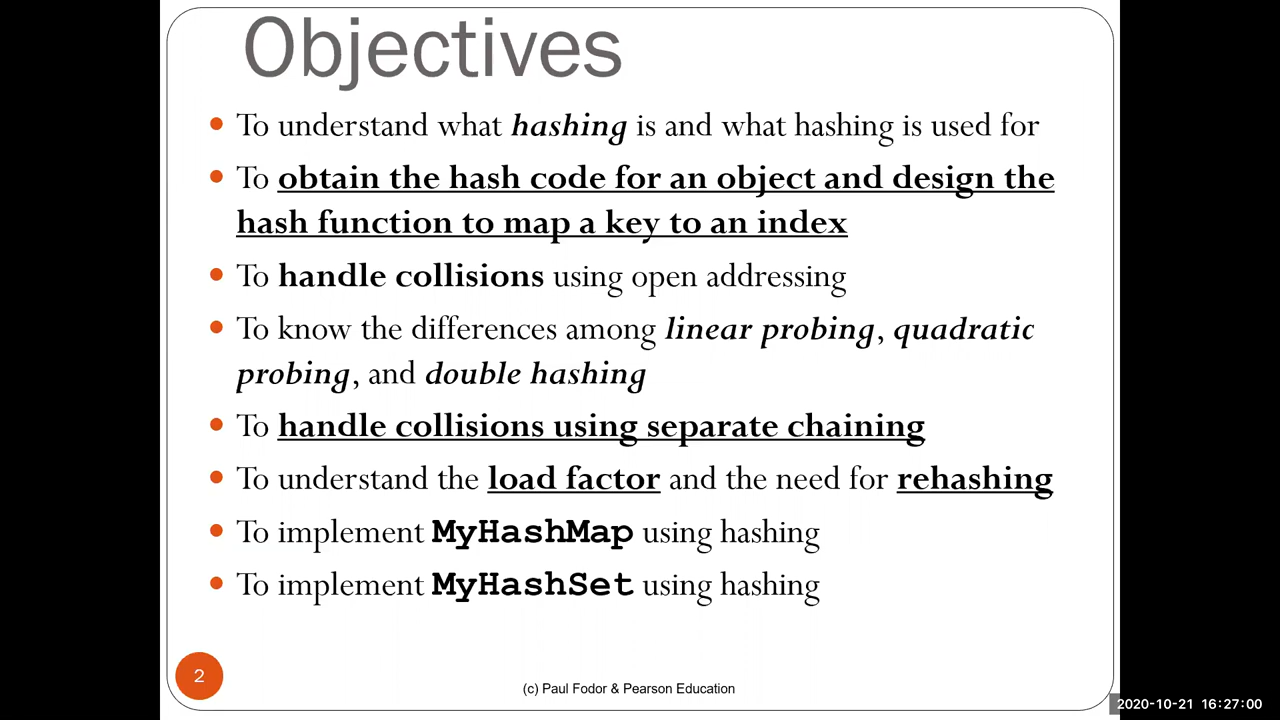 Objectives
To understand what hashing is and what hashing is used for
To obtain the hash code for an object and design the
hash function to map a key to an index
To handle collisions using open addressing
To know the differences among linear probing, quadratic
probing, and double hashing
To handle collisions using separate chaining
To understand the load factor and the need for rehashing
To implement MyHashMap using hashing
To implement MyHashSet using hashing
2
(c) Paul Fodor & Pearson Education
2020-10-21 16:27:00